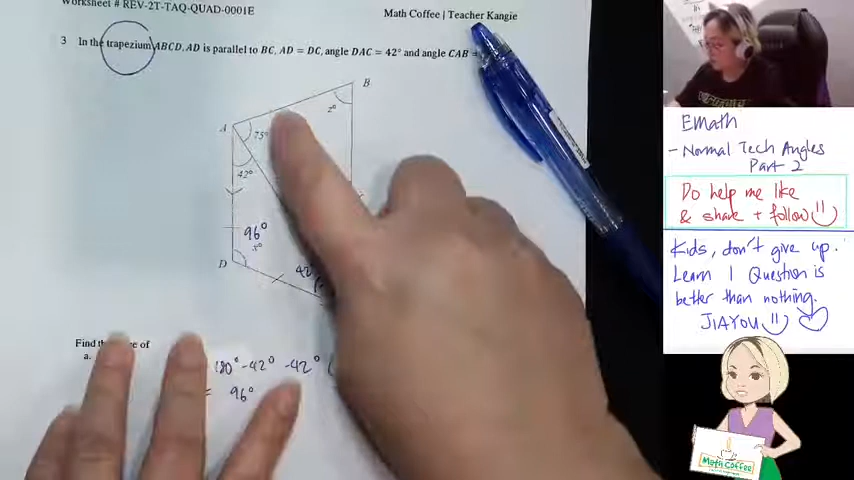 Worksheet # REV-2T-TAQ-QUAD-0001E
Math Coffee | Teacher Kangie
3 In the trapezium ABCD, AD is parallel to BC, AD = DC, angle DAC = 42° and angle CAB =
B
z°
A
75°
42°
96°
x°
D
42°
Find the of
a.
180° -42° -42°
= 96°
EMath
- Normal Tech Angles
Part 2
Do help me like
& share + follow
Kids, don't give up.
Learn 1 Question is
better than nothing.
JIAYOU
Math Coffee